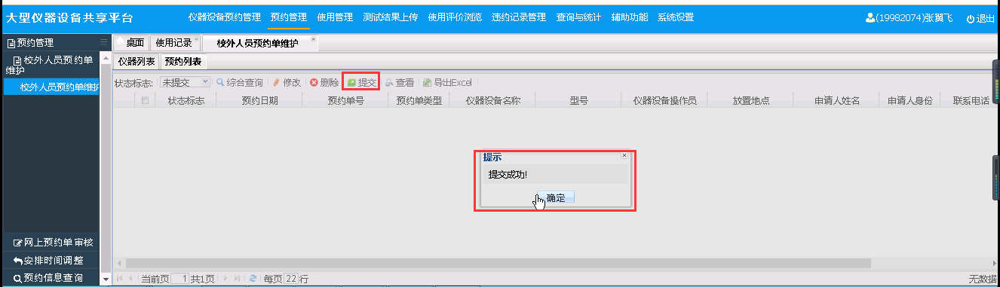 大型仪器设备共享平台 仪器设备预约管理 预约管理 使用管理 测试结果上传 使用评价浏览 违约记录管理 查询与统计 辅助功能 系统设置 (19982074)张翼飞 退出
预约管理 桌面 使用记录 校外人员预约单维护
校外人员预约单
维护
仪器列表 预约列表
校外人员预约单维护
状态标志: 未提交 综合查询 修改 删除 提交 查看 导出Excel
状态标志 预约日期 预约单号 预约单类型 仪器设备名称 型号 仪器设备操作员 放置地点 申请人姓名 申请人身份 联系电话
提示
提交成功!
确定
网上预约单审核
安排时间调整
预约信息查询
当前页 1 共1页 每页 22 行 无数据